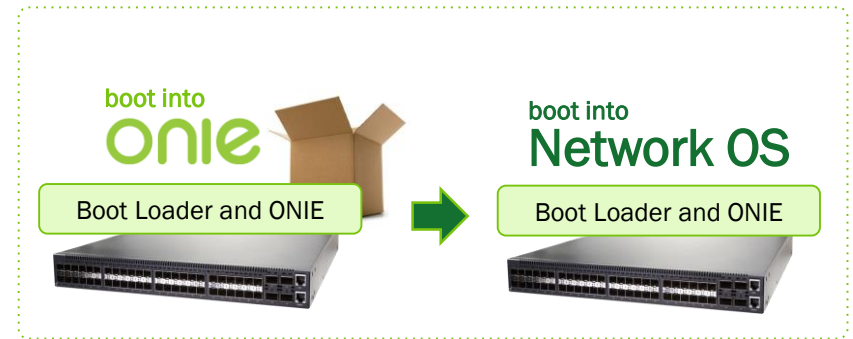 boot into
onie
Boot Loader and ONIE
boot into
Network OS
Boot Loader and ONIE